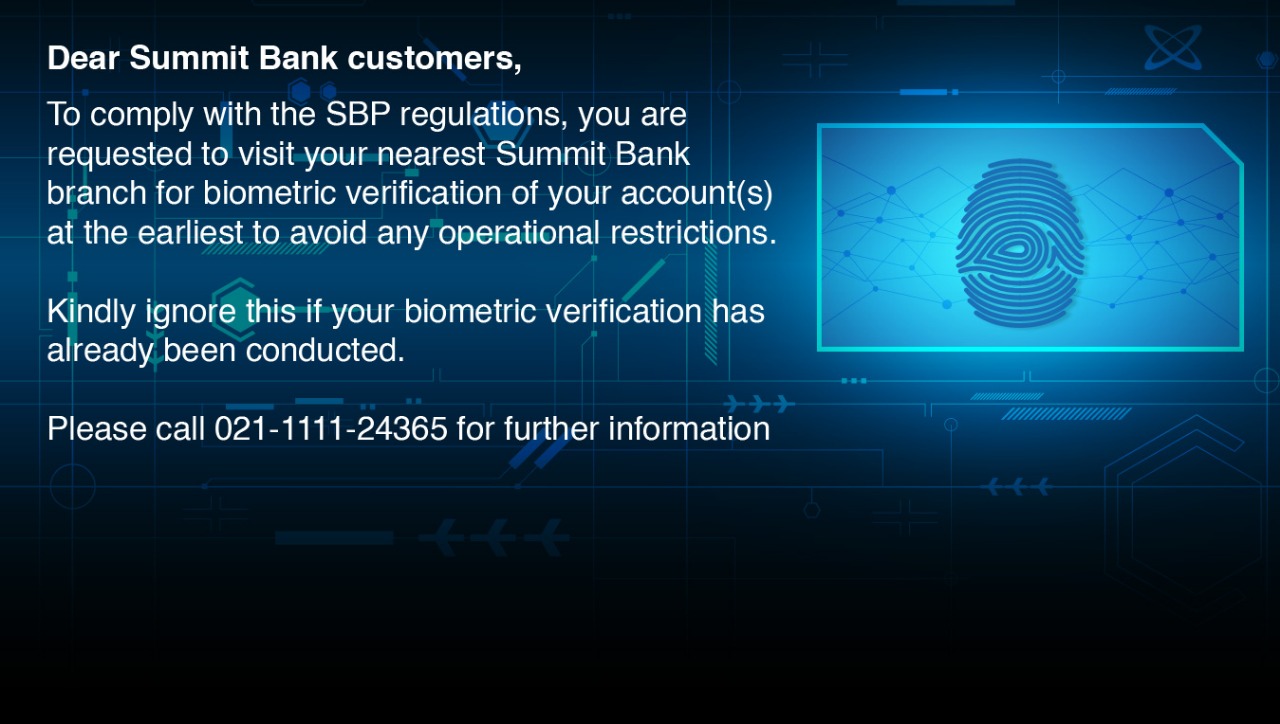 Dear Summit Bank customers,
To comply with the SBP regulations, you are
requested to visit your nearest Summit Bank
branch for biometric verification of your account(s)
at the earliest to avoid any operational restrictions.
Kindly ignore this if your biometric verification has
already been conducted.
Please call 021-1111-24365 for further information